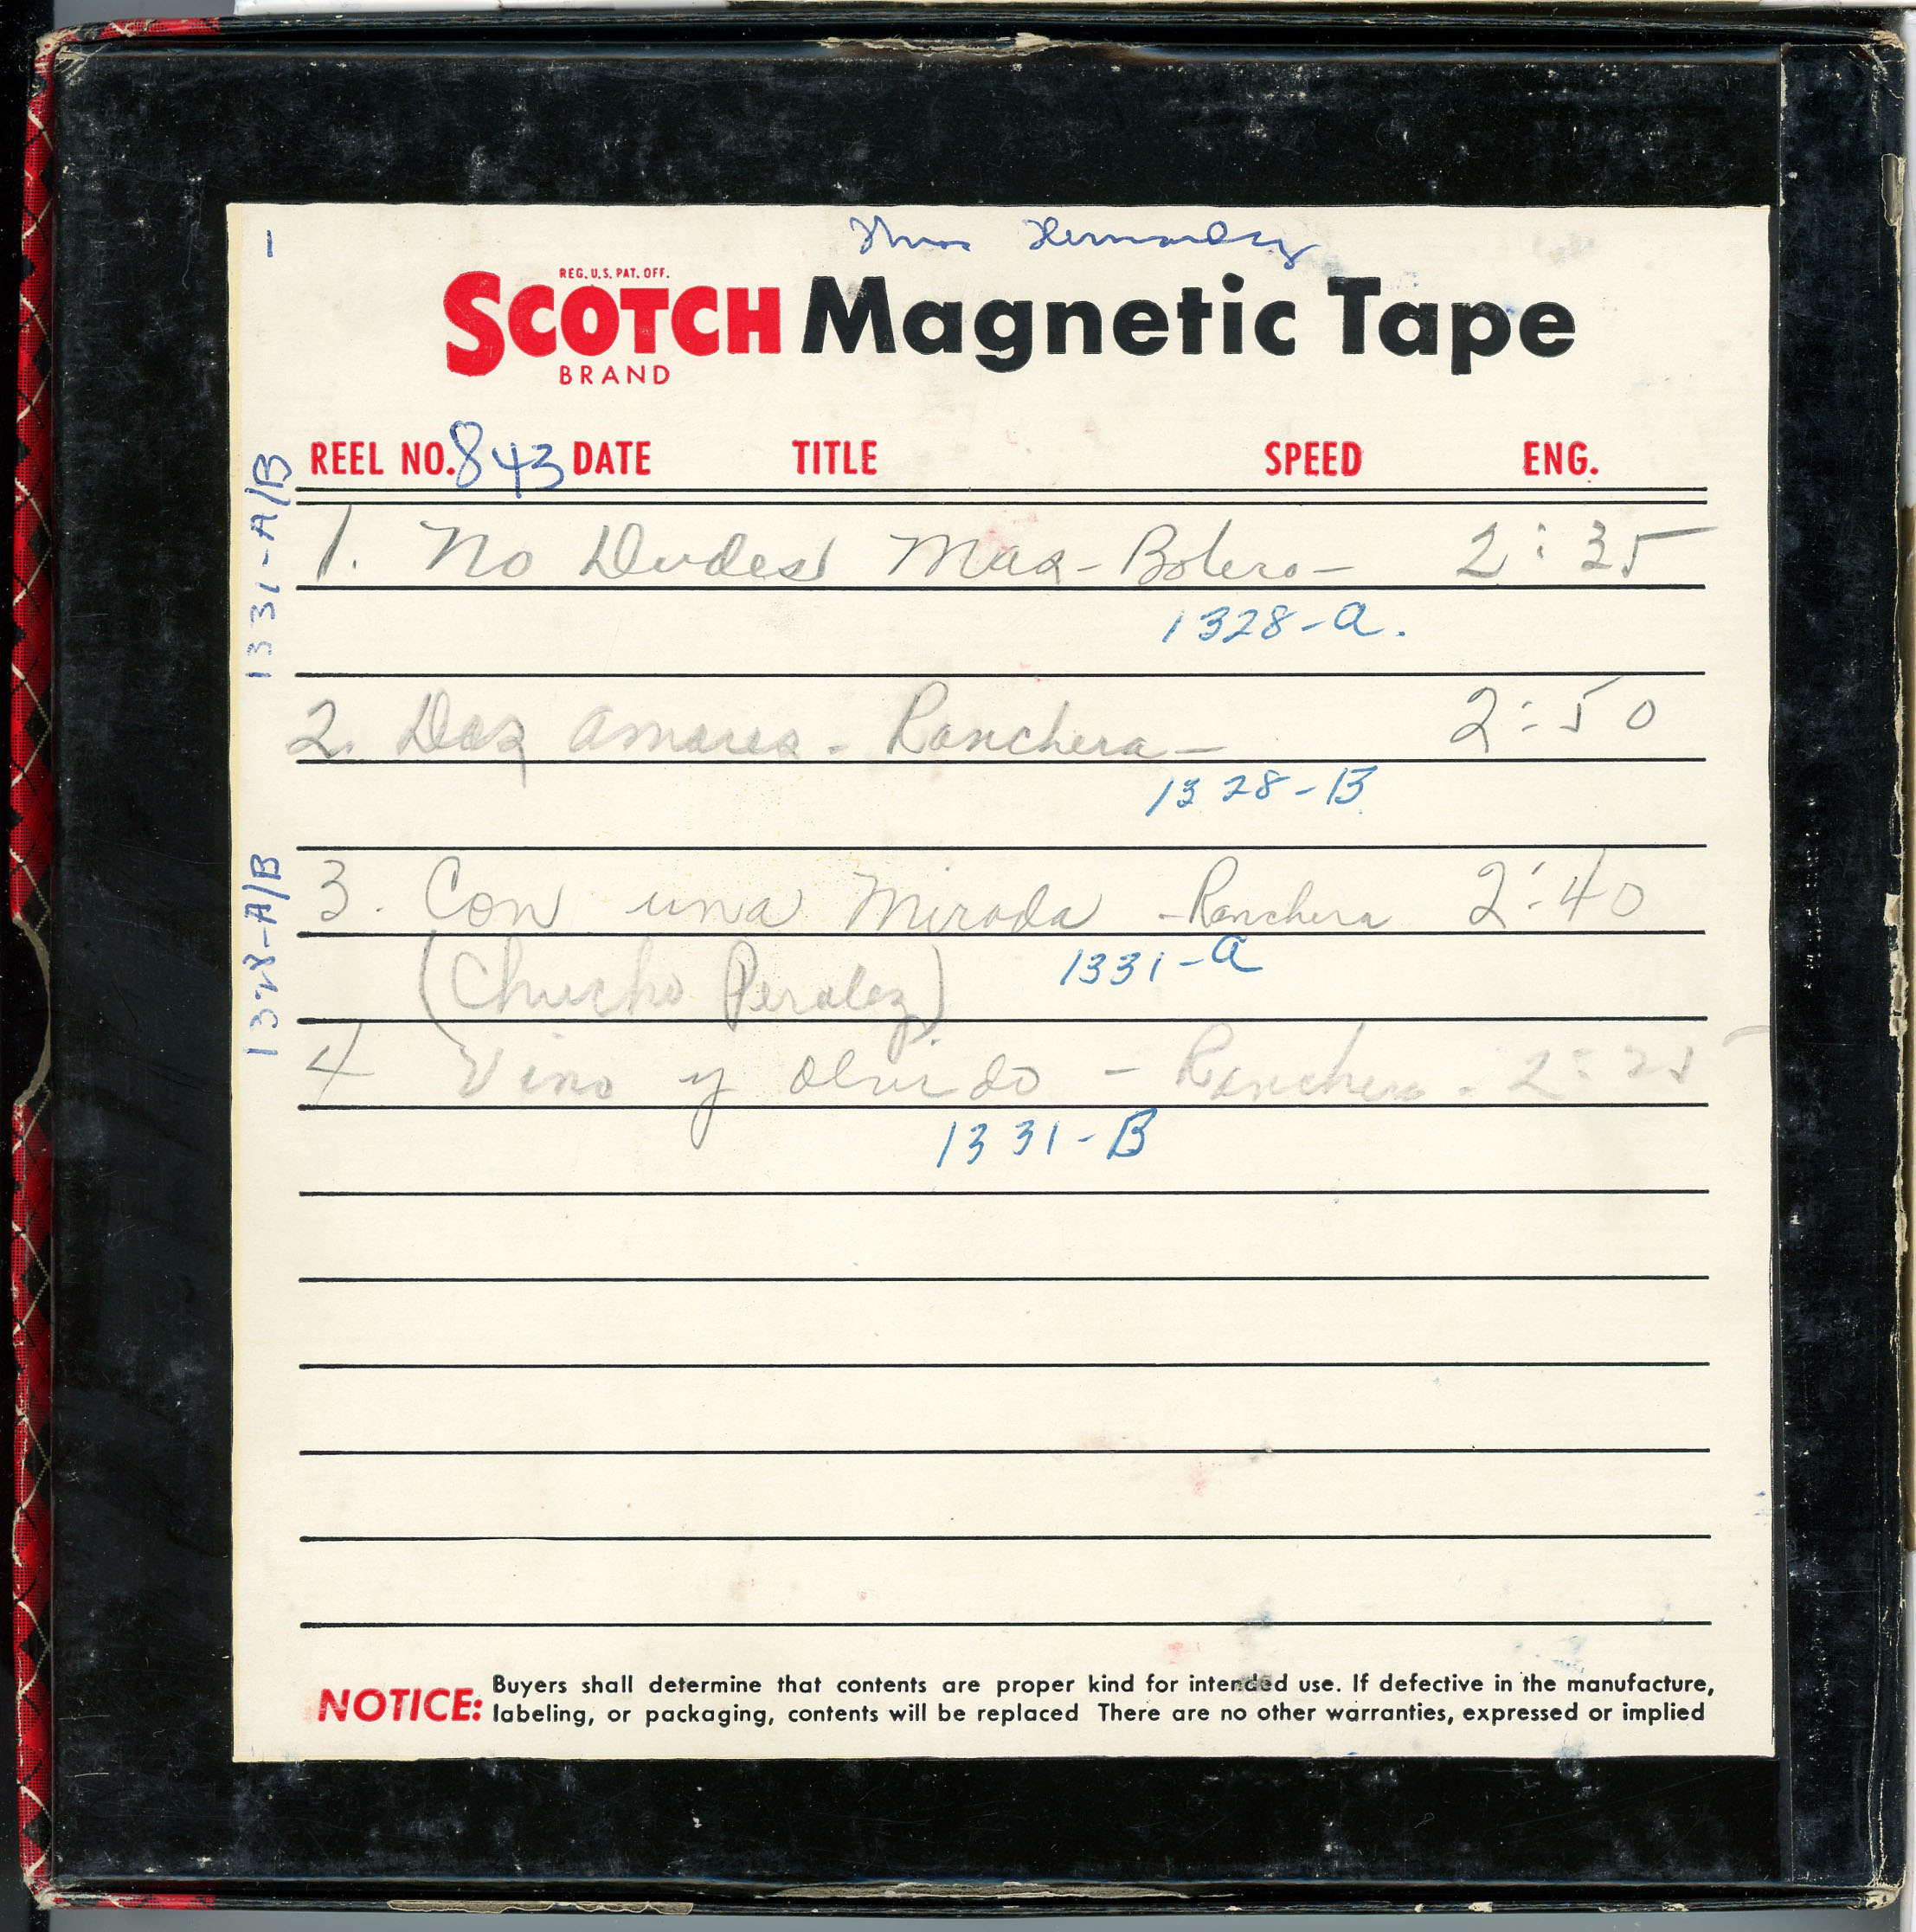 1
Hernandez
REG. U.S. PAT. OFF.
SCOTCH Magnetic Tape
BRAND
REEL NO. 843 DATE TITLE SPEED ENG.
1331-A/B
1328-A/B
1. No Dudes Mas - Bolero - 2:35
1328-A.
2. Doz amores - Ranchera - 2:50
1328-B
3. Con una Mirada - Ranchera 2:40
(Chucho Peralez) 1331-A
4 Vino y olvido - Ranchera - 2:25
1331-B
NOTICE: Buyers shall determine that contents are proper kind for intended use. If defective in the manufacture,
labeling, or packaging, contents will be replaced There are no other warranties, expressed or implied